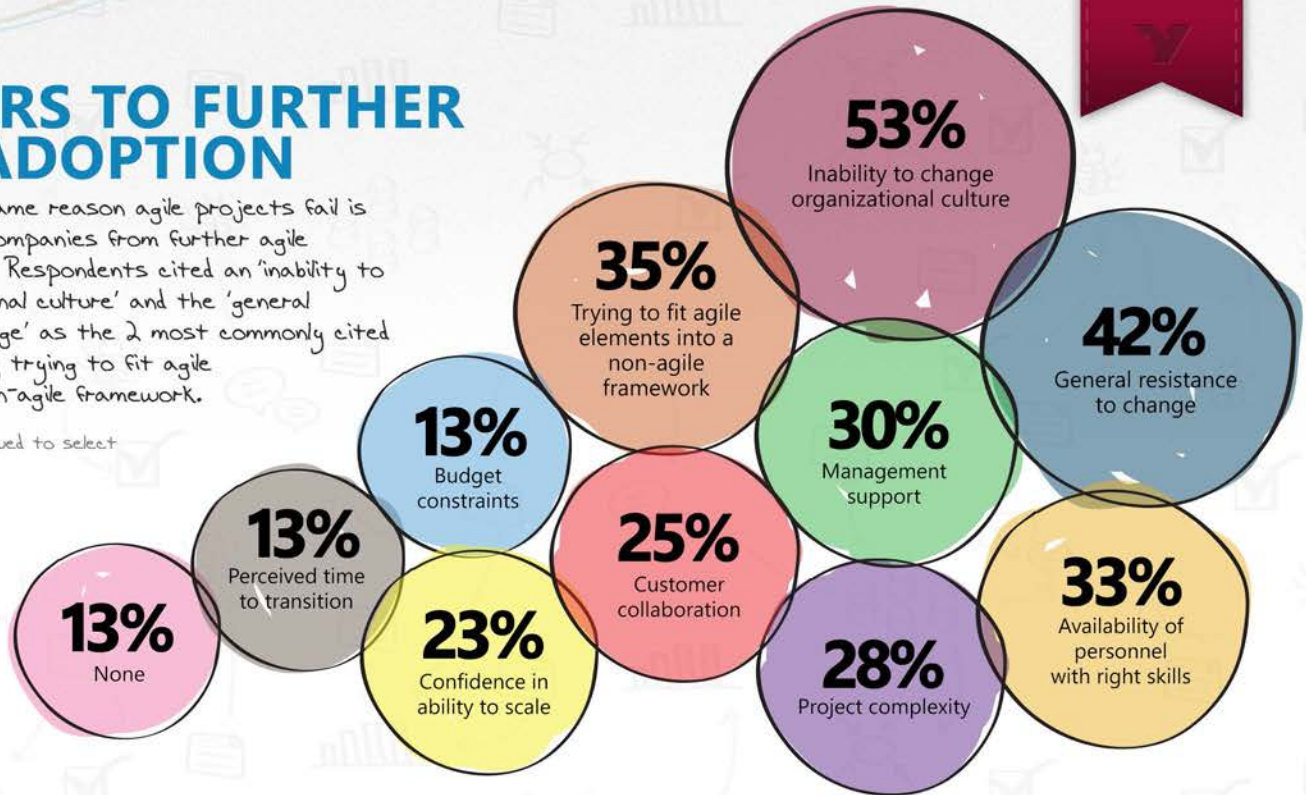 RS TO FURTHER
ADOPTION
ame reason agile projects fail is
ompanies from further agile
Respondents cited an 'inability to
nal culture' and the 'general
ge' as the 2 most commonly cited
trying to fit agile
n-agile framework.
ued to select
53%
Inability to change
organizational culture
35%
Trying to fit agile
elements into a
non-agile
framework
42%
General resistance
to change
13%
Budget
constraints
30%
Management
support
13%
Perceived time
to transition
25%
Customer
collaboration
33%
Availability of
personnel
with right skills
13%
None
23%
Confidence in
ability to scale
28%
Project complexity